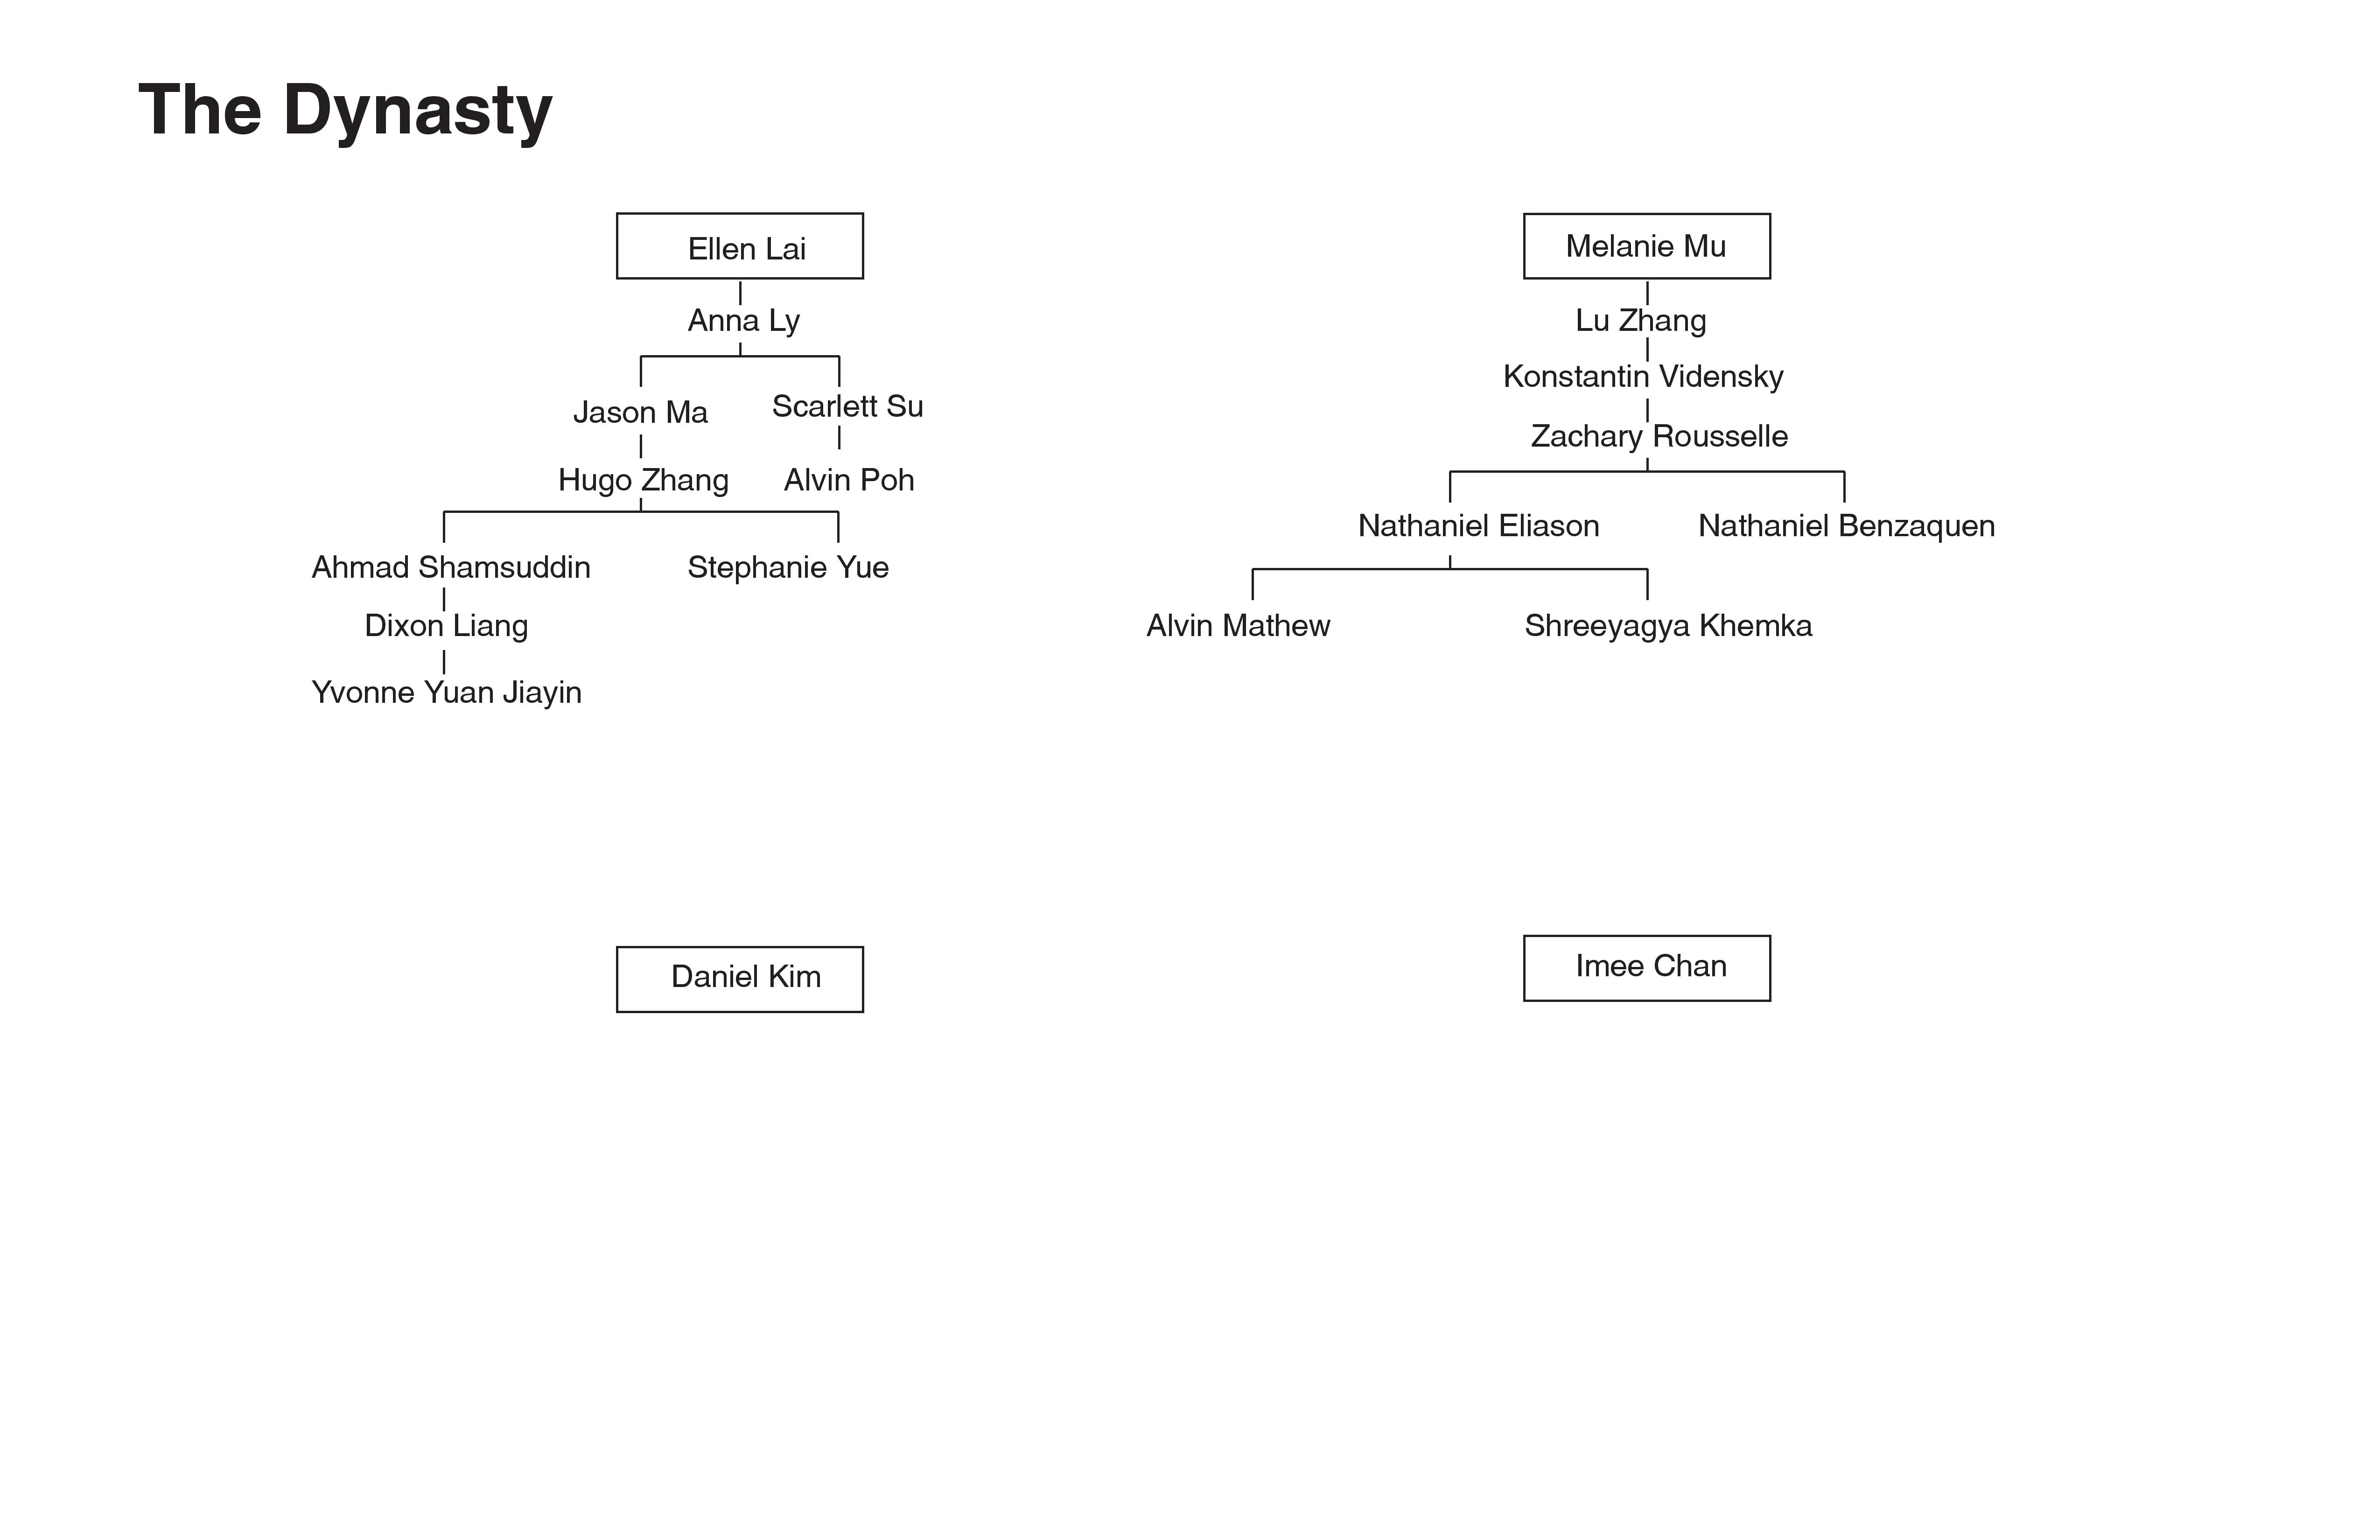 The Dynasty
Ellen Lai
Anna Ly
Jason Ma
Scarlett Su
Hugo Zhang
Alvin Poh
Ahmad Shamsuddin
Stephanie Yue
Dixon Liang
Yvonne Yuan Jiayin
Melanie Mu
Lu Zhang
Konstantin Vidensky
Zachary Rousselle
Nathaniel Eliason
Nathaniel Benzaquen
Alvin Mathew
Shreeyagya Khemka
Daniel Kim
Imee Chan